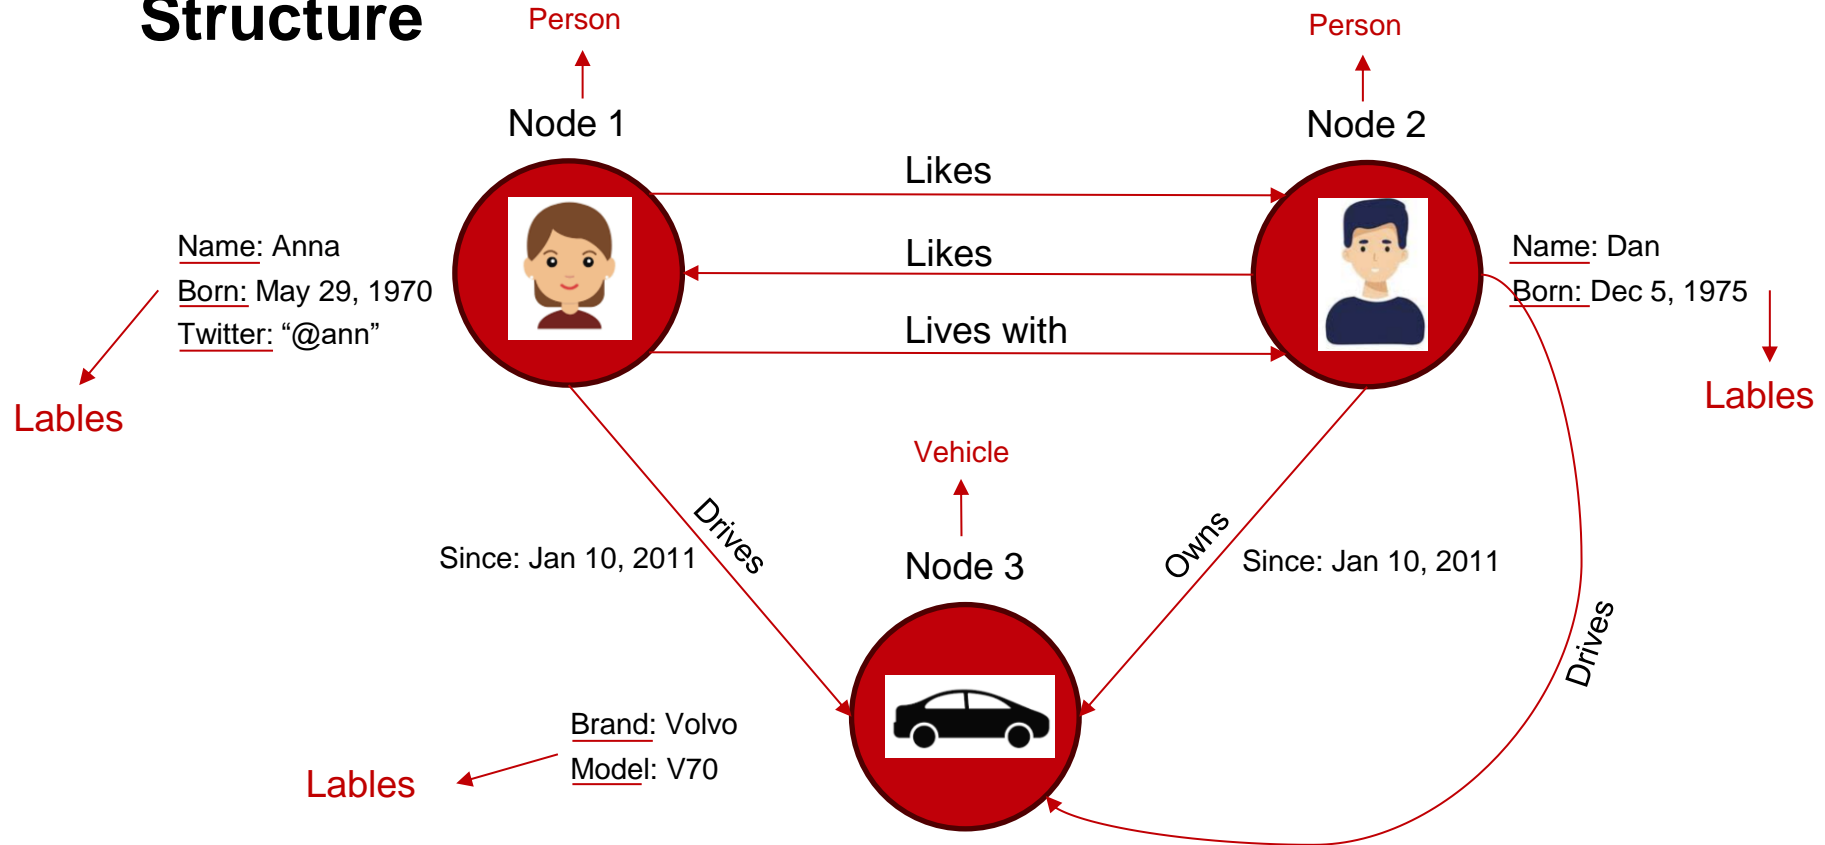 Structure
Person
Person
Node 1
Node 2
Likes
Name: Anna
Born: May 29, 1970
Twitter: “@ann”
Likes
Name: Dan
Born: Dec 5, 1975
Lives with
Lables
Lables
Vehicle
Drives
Since: Jan 10, 2011
Node 3
Owns
Since: Jan 10, 2011
Drives
Brand: Volvo
Model: V70
Lables